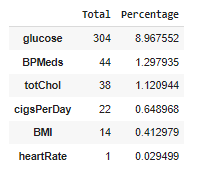 Total Percentage
glucose 304 8.967552
BPMeds 44 1.297935
totChol 38 1.120944
cigsPerDay 22 0.648968
BMI 14 0.412979
heartRate 1 0.029499